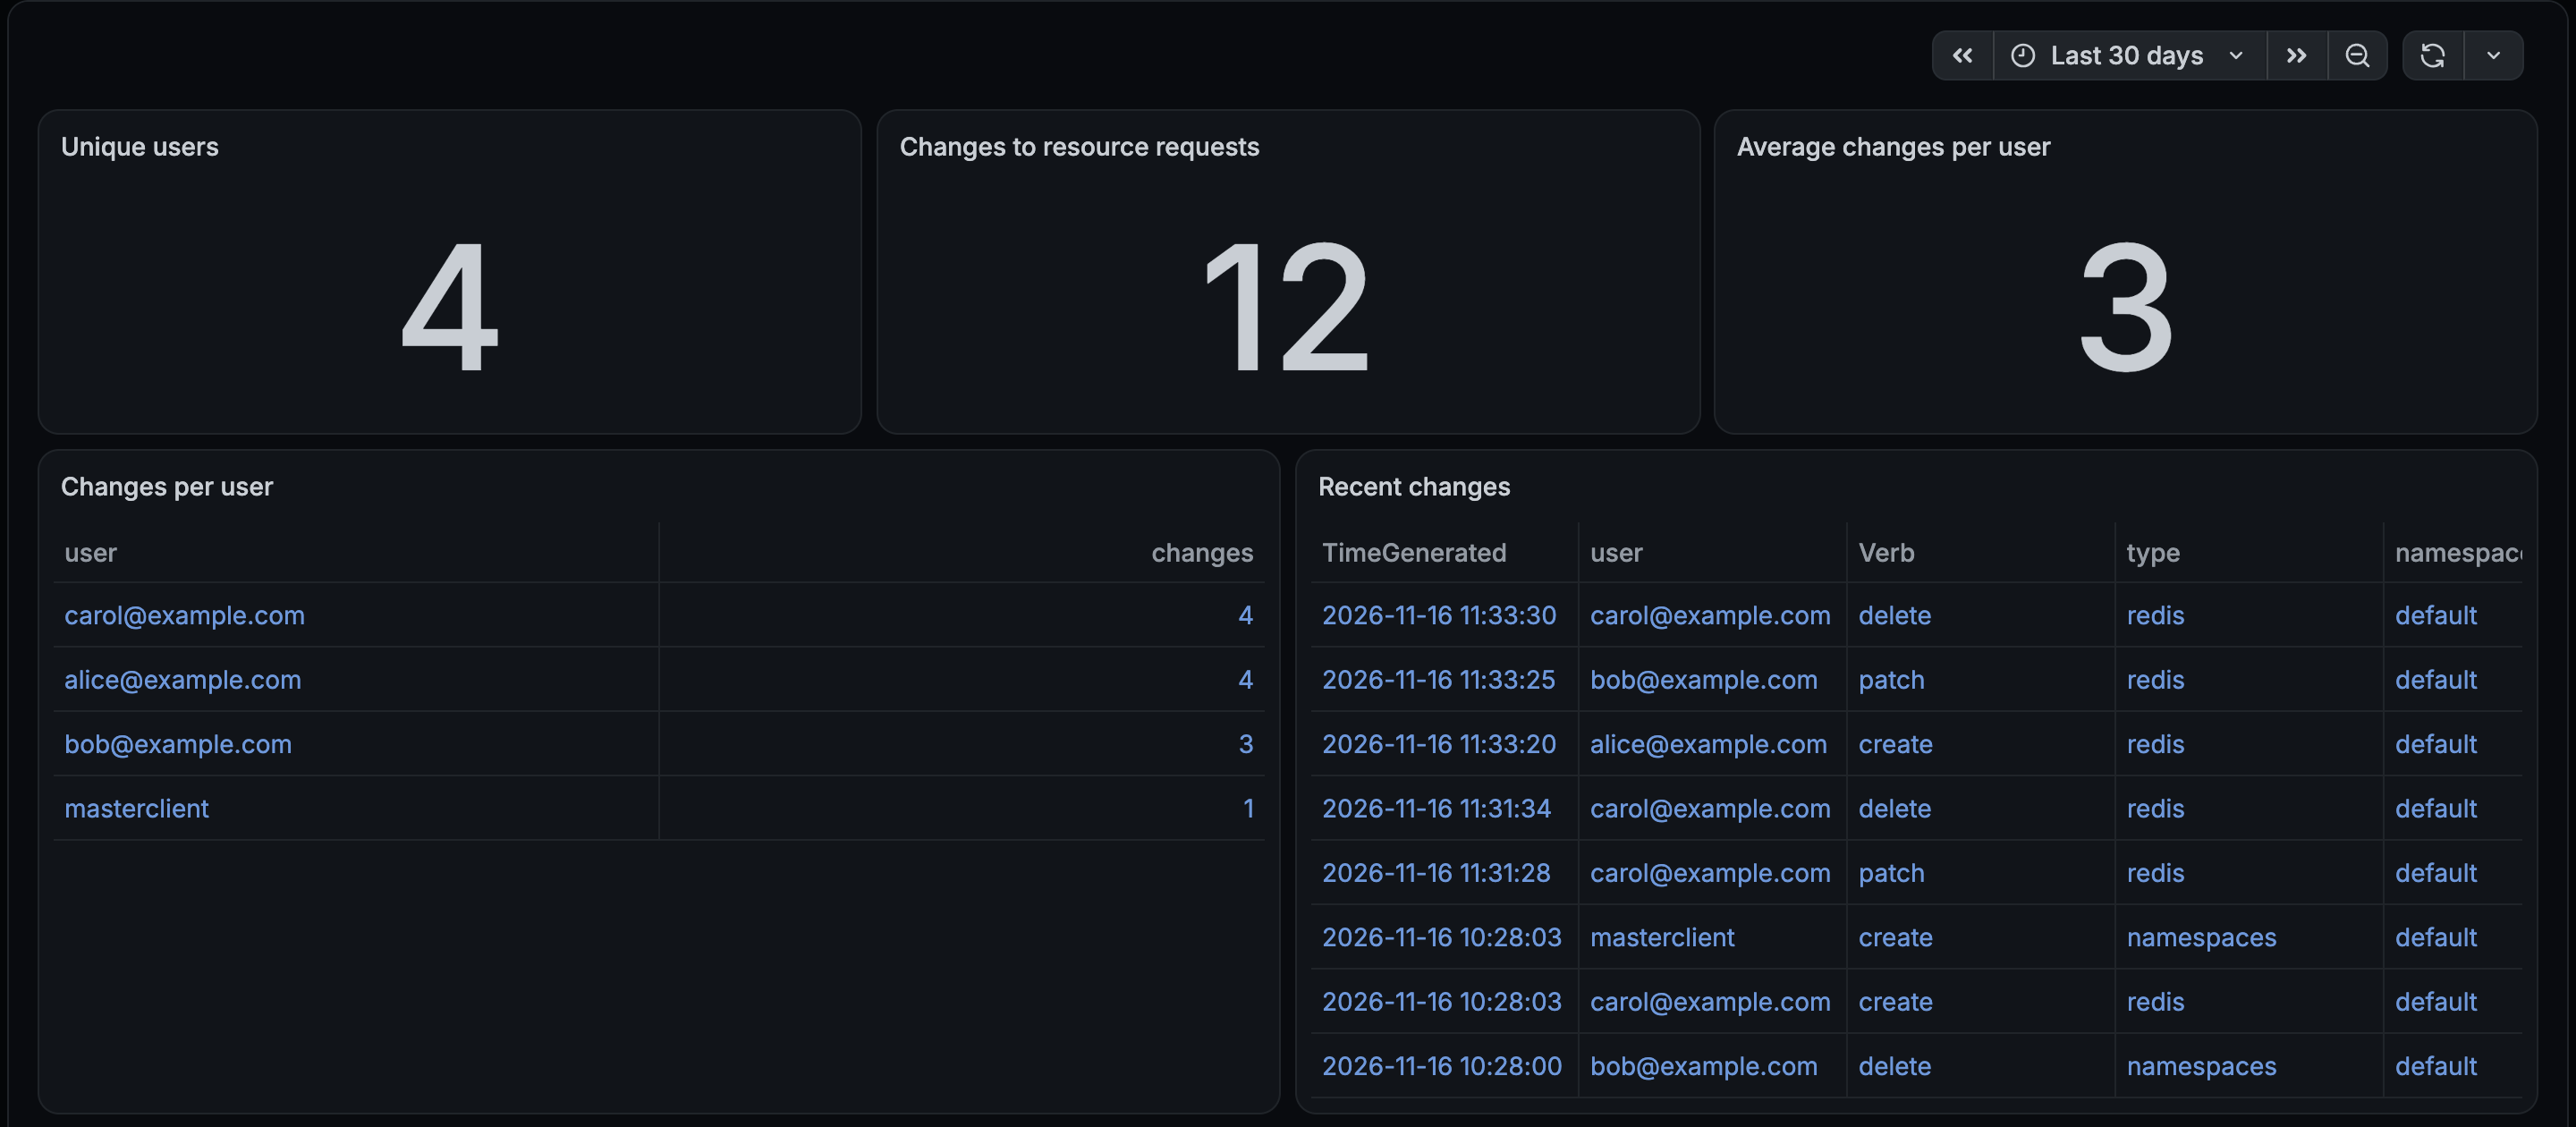 Last 30 days
Unique users
4
Changes to resource requests
12
Average changes per user
3
Changes per user
user changes
carol@example.com 4
alice@example.com 4
bob@example.com 3
masterclient 1
Recent changes
TimeGenerated user Verb type namespac
2026-11-16 11:33:30 carol@example.com delete redis default
2026-11-16 11:33:25 bob@example.com patch redis default
2026-11-16 11:33:20 alice@example.com create redis default
2026-11-16 11:31:34 carol@example.com delete redis default
2026-11-16 11:31:28 carol@example.com patch redis default
2026-11-16 10:28:03 masterclient create namespaces default
2026-11-16 10:28:03 carol@example.com create redis default
2026-11-16 10:28:00 bob@example.com delete namespaces default